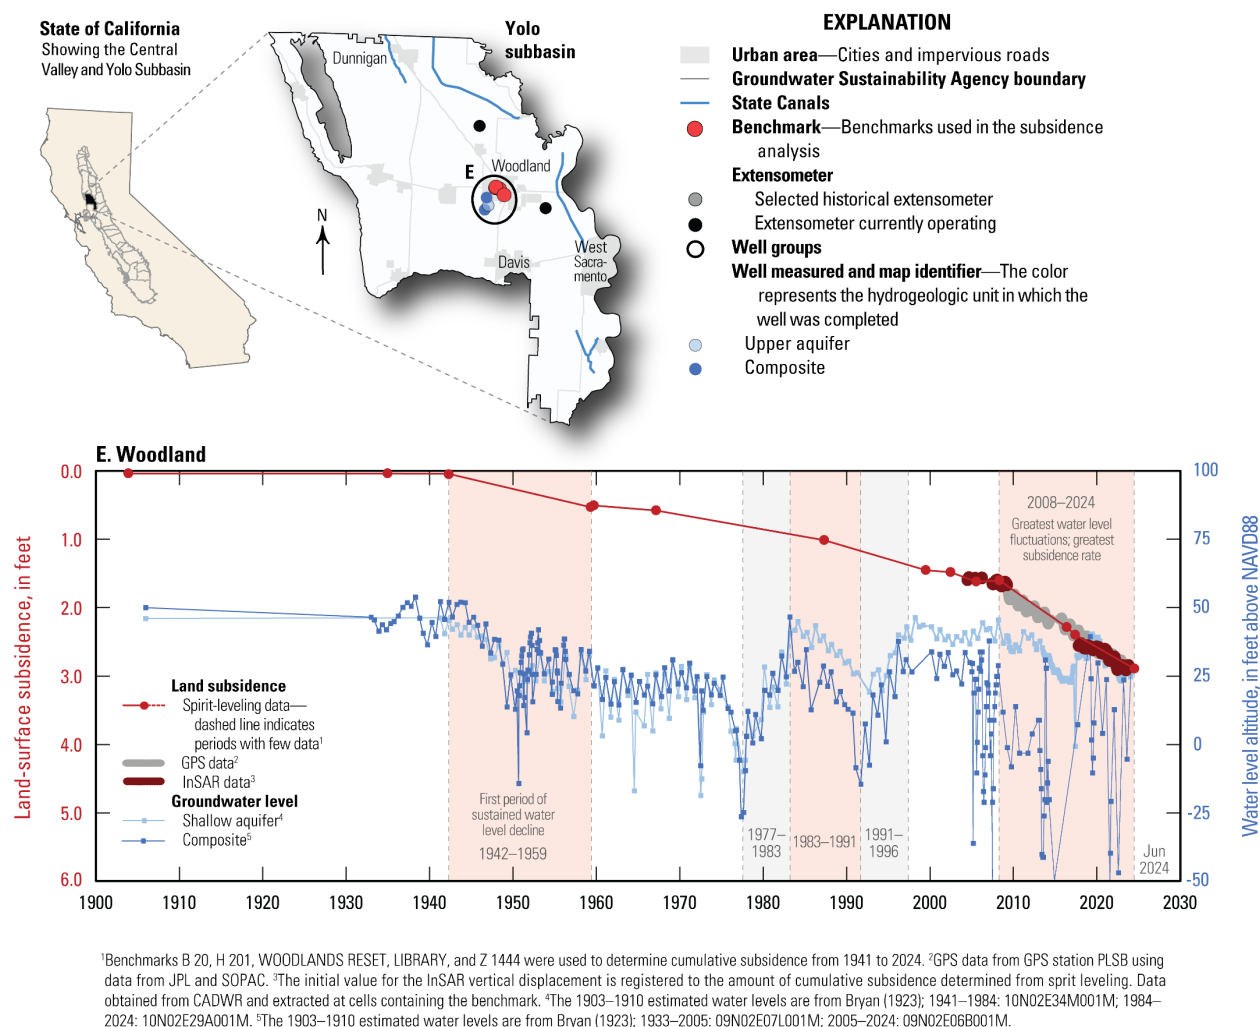 State of California
Showing the Central
Valley and Yolo Subbasin
Yolo
subbasin
Dunnigan
E
Woodland
N
Davis
West
Sacra-
mento
EXPLANATION
Urban area—Cities and impervious roads
Groundwater Sustainability Agency boundary
State Canals
Benchmark—Benchmarks used in the subsidence
analysis
Extensometer
Selected historical extensometer
Extensometer currently operating
Well groups
Well measured and map identifier—The color
represents the hydrogeologic unit in which the
well was completed
Upper aquifer
Composite
E. Woodland
Land-surface subsidence, in feet
0.0
1.0
2.0
3.0
4.0
5.0
6.0
Water level altitude, in feet above NAVD88
100
75
50
25
0
-25
-50
1900 1910 1920 1930 1940 1950 1960 1970 1980 1990 2000 2010 2020 2030
Land subsidence
Spirit-leveling data—
dashed line indicates
periods with few data1
GPS data2
InSAR data3
Groundwater level
Shallow aquifer4
Composite5
First period of
sustained water
level decline
1942–1959
1977–
1983
1983–1991
1991–
1996
2008–2024
Greatest water level
fluctuations; greatest
subsidence rate
Jun
2024
1Benchmarks B 20, H 201, WOODLANDS RESET, LIBRARY, and Z 1444 were used to determine cumulative subsidence from 1941 to 2024. 2GPS data from GPS station PLSB using
data from JPL and SOPAC. 3The initial value for the InSAR vertical displacement is registered to the amount of cumulative subsidence determined from sprit leveling. Data
obtained from CADWR and extracted at cells containing the benchmark. 4The 1903–1910 estimated water levels are from Bryan (1923); 1941–1984: 10N02E34M001M; 1984–
2024: 10N02E29A001M. 5The 1903–1910 estimated water levels are from Bryan (1923); 1933–2005: 09N02E07L001M; 2005–2024: 09N02E06B001M.